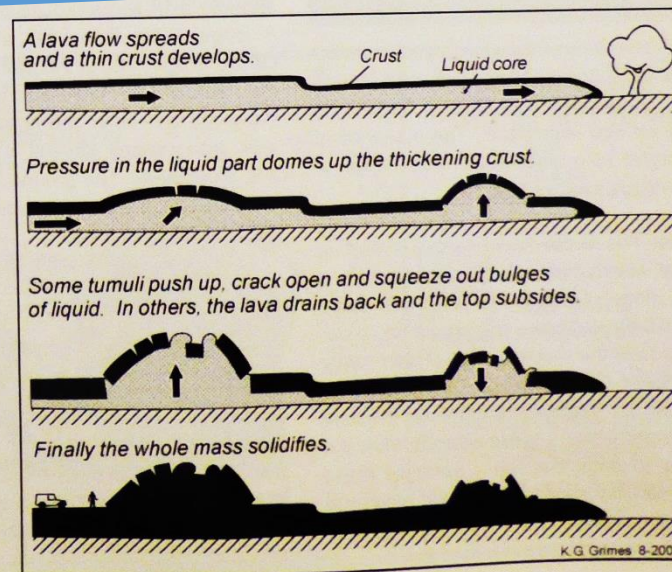 A lava flow spreads
and a thin crust develops.
Crust
Liquid core
Pressure in the liquid part domes up the thickening crust.
Some tumuli push up, crack open and squeeze out bulges
of liquid. In others, the lava drains back and the top subsides.
Finally the whole mass solidifies.
K.G. Grimes